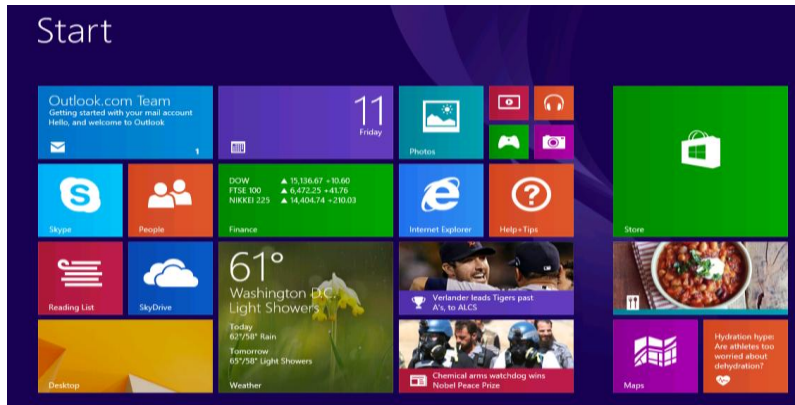 Start
Outlook.com Team
Getting started with your mail account
Hello, and welcome to Outlook
1
11
Friday
Photos
Skype
People
DOW ▲ 15,136.67 +10.60
FTSE 100 ▲ 6,472.25 +41.76
NIKKEI 225 ▲ 14,404.74 +210.03
Finance
Internet Explorer
Help+Tips
Store
Reading List
SkyDrive
61°
Washington D.C.
Light Showers
Today
62°/58° Rain
Tomorrow
65°/58° Light Showers
Weather
Verlander leads Tigers past
A's, to ALCS
Desktop
Chemical arms watchdog wins
Nobel Peace Prize
Maps
Hydration hype:
Are athletes too
worried about
dehydration?